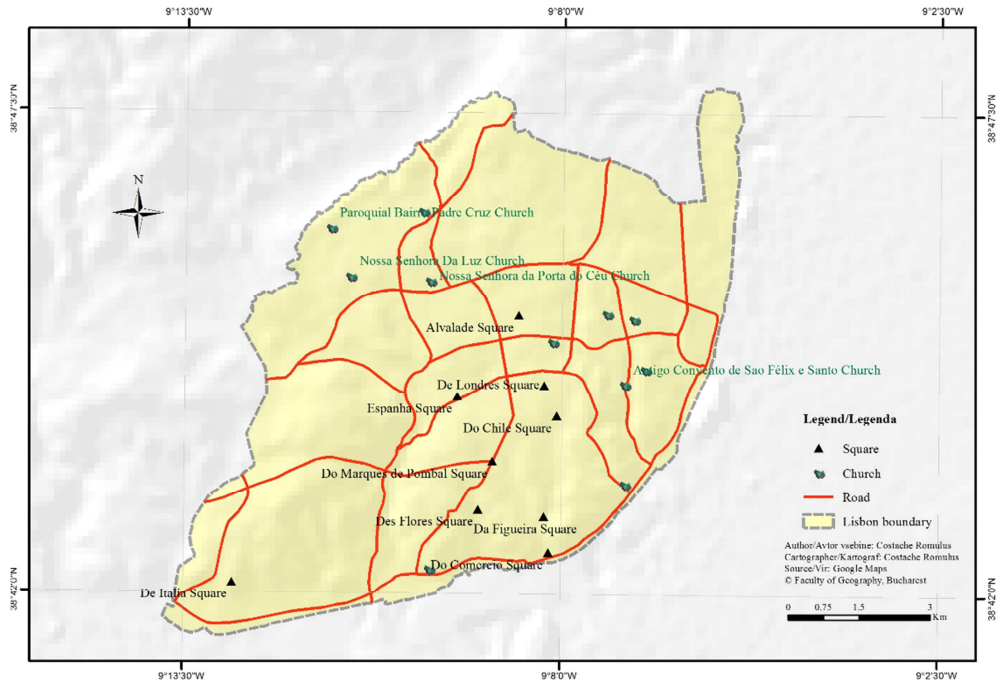 9°13'30"W
9°8'0"W
9°2'30"W
38°47'30"N
38°47'30"N
N
Paroquial Bairro Padre Cruz Church
Nossa Senhora Da Luz Church
Nossa Senhora da Porta do Céu Church
Alvalade Square
Antigo Convento de Sao Félix e Santo Church
De Londres Square
Espanha Square
Do Chile Square
Do Marques de Pombal Square
Des Flores Square
Da Figueira Square
Do Comercio Square
De Italia Square
Legend/Legenda
Square
Church
Road
Lisbon boundary
Author/Avtor vsebine: Costache Romulus
Cartographer/Kartograf: Costache Romulus
Source/Vir: Google Maps
© Faculty of Geography, Bucharest
0 0.75 1.5 3
Km
38°42'0"N
38°42'0"N
9°13'30"W
9°8'0"W
9°2'30"W